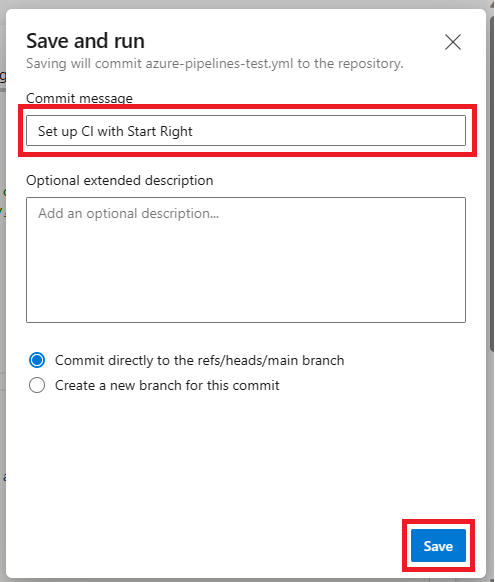 Save and run
Saving will commit azure-pipelines-test.yml to the repository.
Commit message
Set up CI with Start Right
Optional extended description
Add an optional description...
Commit directly to the refs/heads/main branch
Create a new branch for this commit
Save